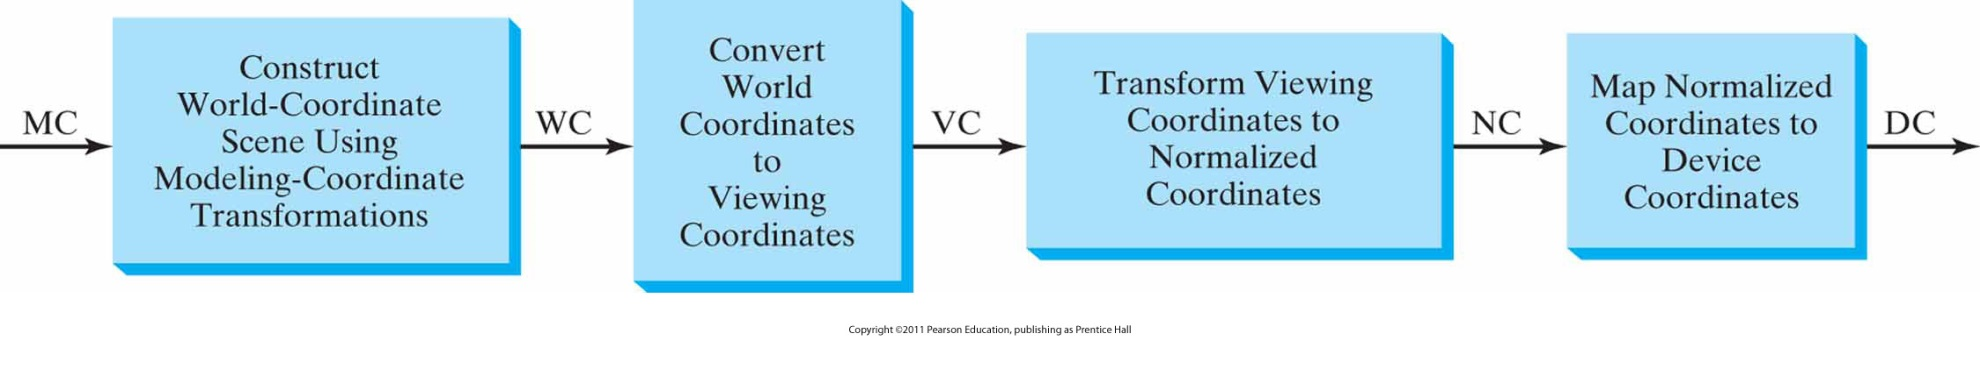 MC
Construct
World-Coordinate
Scene Using
Modeling-Coordinate
Transformations
WC
Convert
World
Coordinates
to
Viewing
Coordinates
VC
Transform Viewing
Coordinates to
Normalized
Coordinates
NC
Map Normalized
Coordinates to
Device
Coordinates
DC
Copyright ©2011 Pearson Education, publishing as Prentice Hall